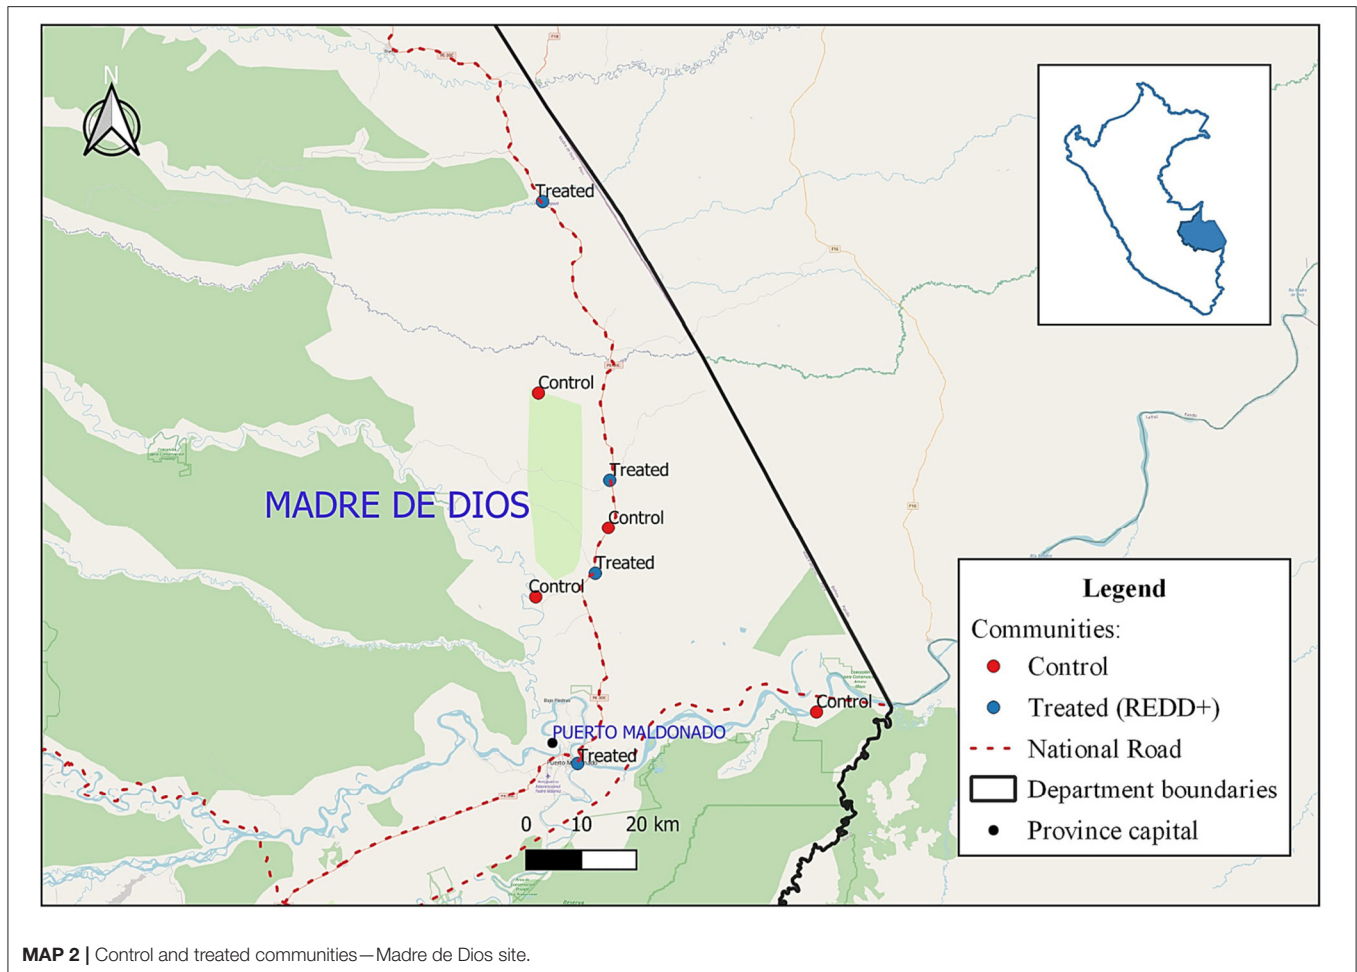 N
Treated
Control
Treated
MADRE DE DIOS
Control
Treated
Control
Control
PUERTO MALDONADO
Treated
0 10 20 km
Legend
Communities:
Control
Treated (REDD+)
National Road
Department boundaries
Province capital
MAP 2 | Control and treated communities—Madre de Dios site.